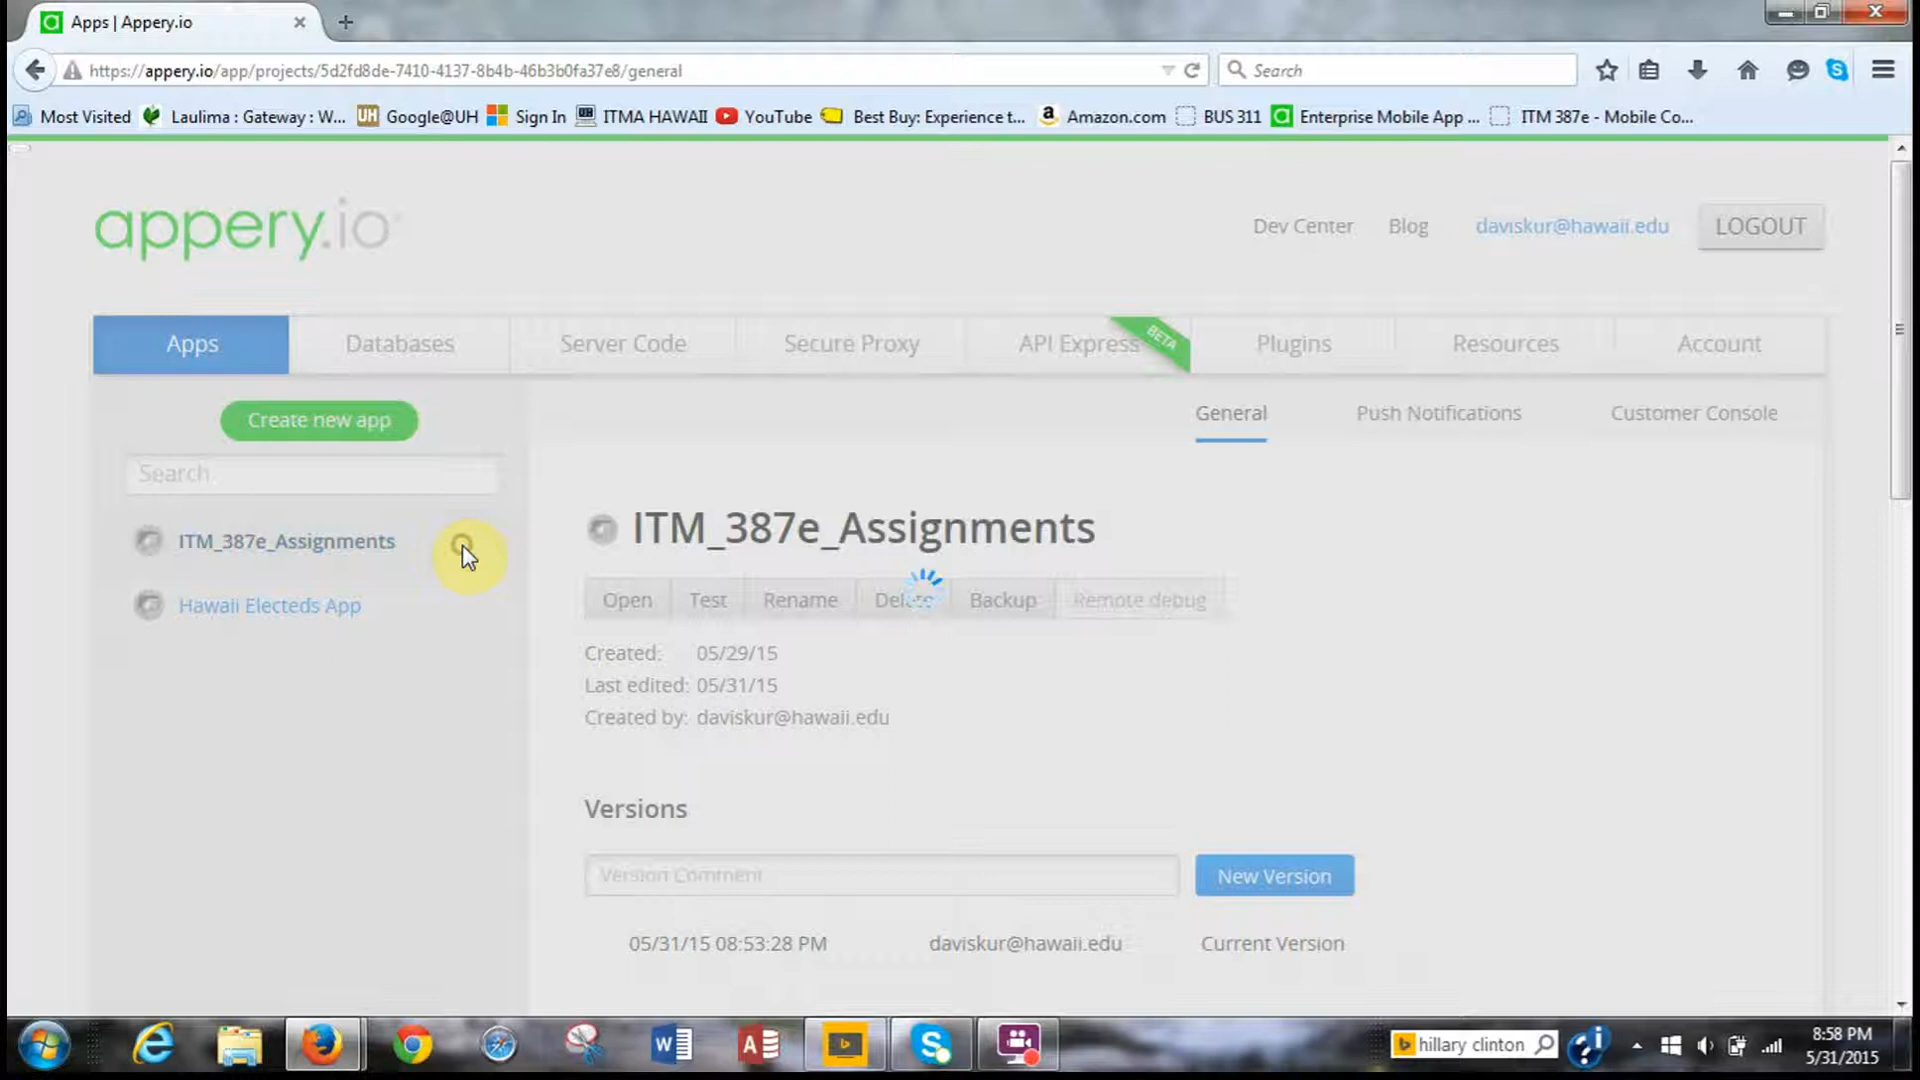 Apps | Appery.io
https://appery.io/app/projects/5d2fd8de-7410-4137-8b4b-46b3b0fa37e8/general
Search
Most Visited Laulima : Gateway : W... Google@UH Sign In ITMA HAWAII YouTube Best Buy: Experience t... Amazon.com BUS 311 Enterprise Mobile App ... ITM 387e - Mobile Co...
appery.io
Dev Center Blog daviskur@hawaii.edu LOGOUT
Apps Databases Server Code Secure Proxy API Express BETA Plugins Resources Account
Create new app
General Push Notifications Customer Console
Search
ITM_387e_Assignments
Hawaii Electeds App
ITM_387e_Assignments
Open Test Rename Delete Backup Remote debug
Created: 05/29/15
Last edited: 05/31/15
Created by: daviskur@hawaii.edu
Versions
Version Comment
New Version
05/31/15 08:53:28 PM daviskur@hawaii.edu Current Version
hillary clinton
8:58 PM
5/31/2015